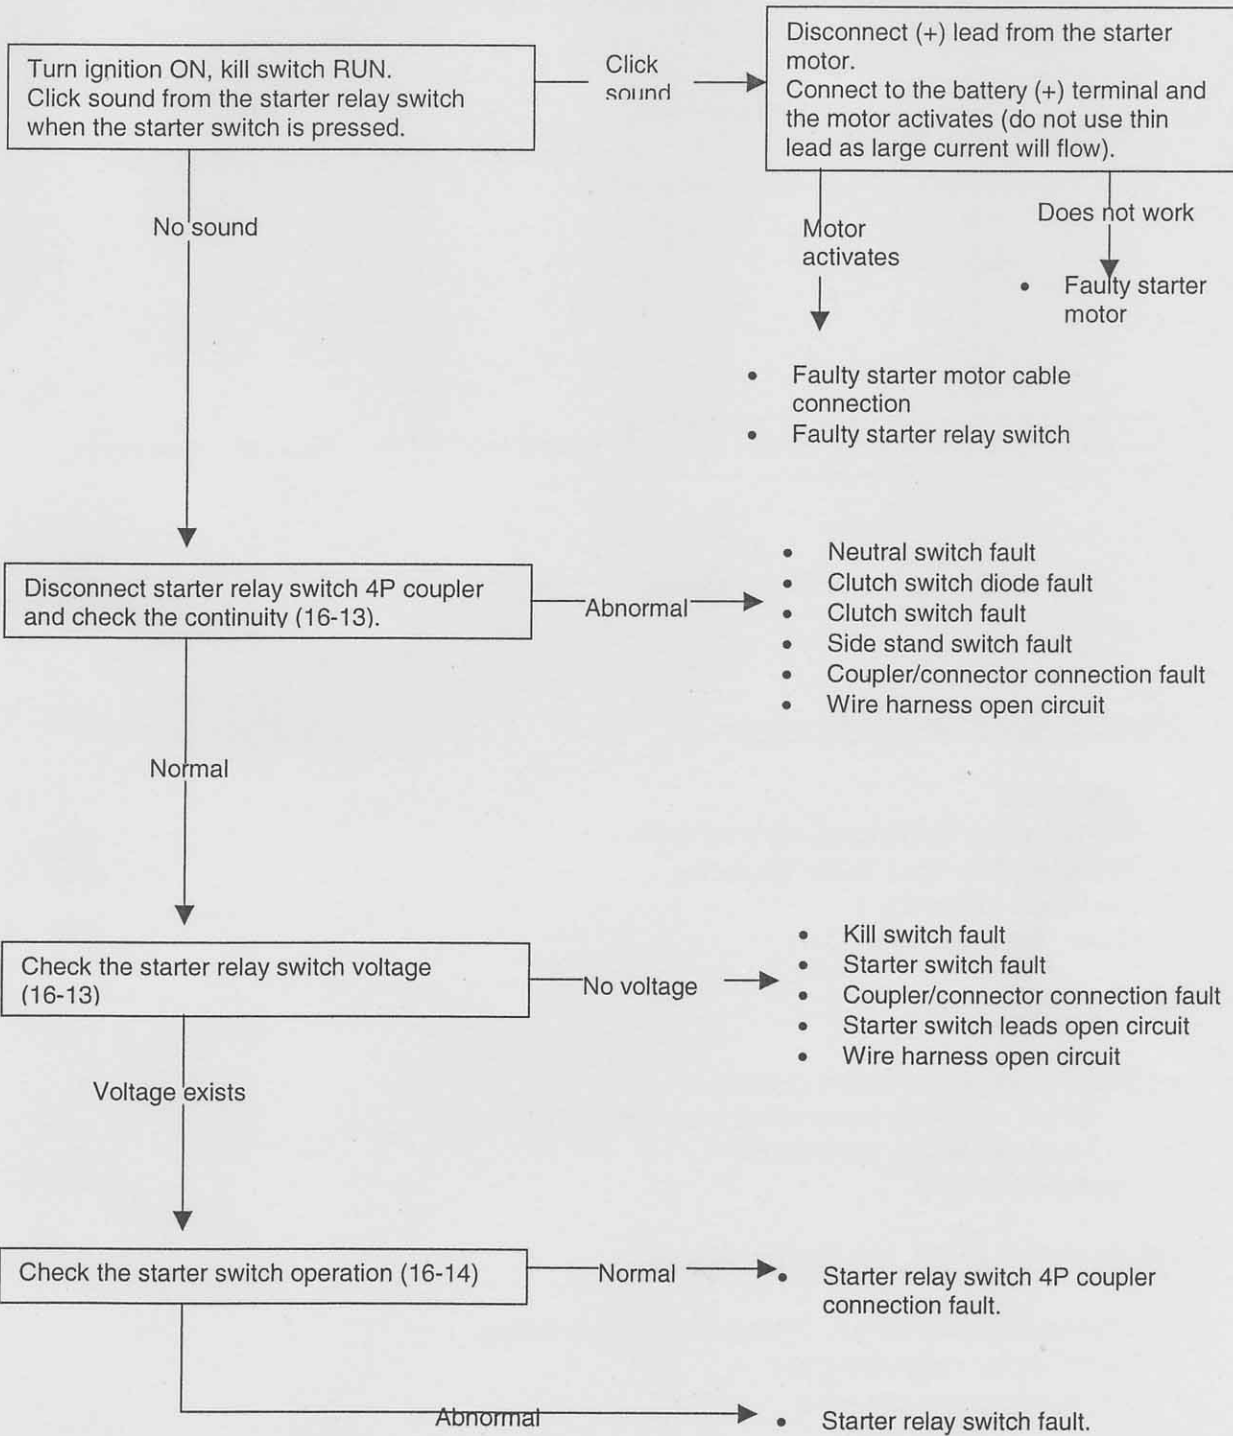 Turn ignition ON, kill switch RUN.
Click sound from the starter relay switch
when the starter switch is pressed.
Click
sound
Disconnect (+) lead from the starter
motor.
Connect to the battery (+) terminal and
the motor activates (do not use thin
lead as large current will flow).
No sound
Motor
activates
Does not work
• Faulty starter
motor
• Faulty starter motor cable
connection
• Faulty starter relay switch
Disconnect starter relay switch 4P coupler
and check the continuity (16-13).
Abnormal
• Neutral switch fault
• Clutch switch diode fault
• Clutch switch fault
• Side stand switch fault
• Coupler/connector connection fault
• Wire harness open circuit
Normal
Check the starter relay switch voltage
(16-13)
No voltage
• Kill switch fault
• Starter switch fault
• Coupler/connector connection fault
• Starter switch leads open circuit
• Wire harness open circuit
Voltage exists
Check the starter switch operation (16-14)
Normal
• Starter relay switch 4P coupler
connection fault.
Abnormal
• Starter relay switch fault.